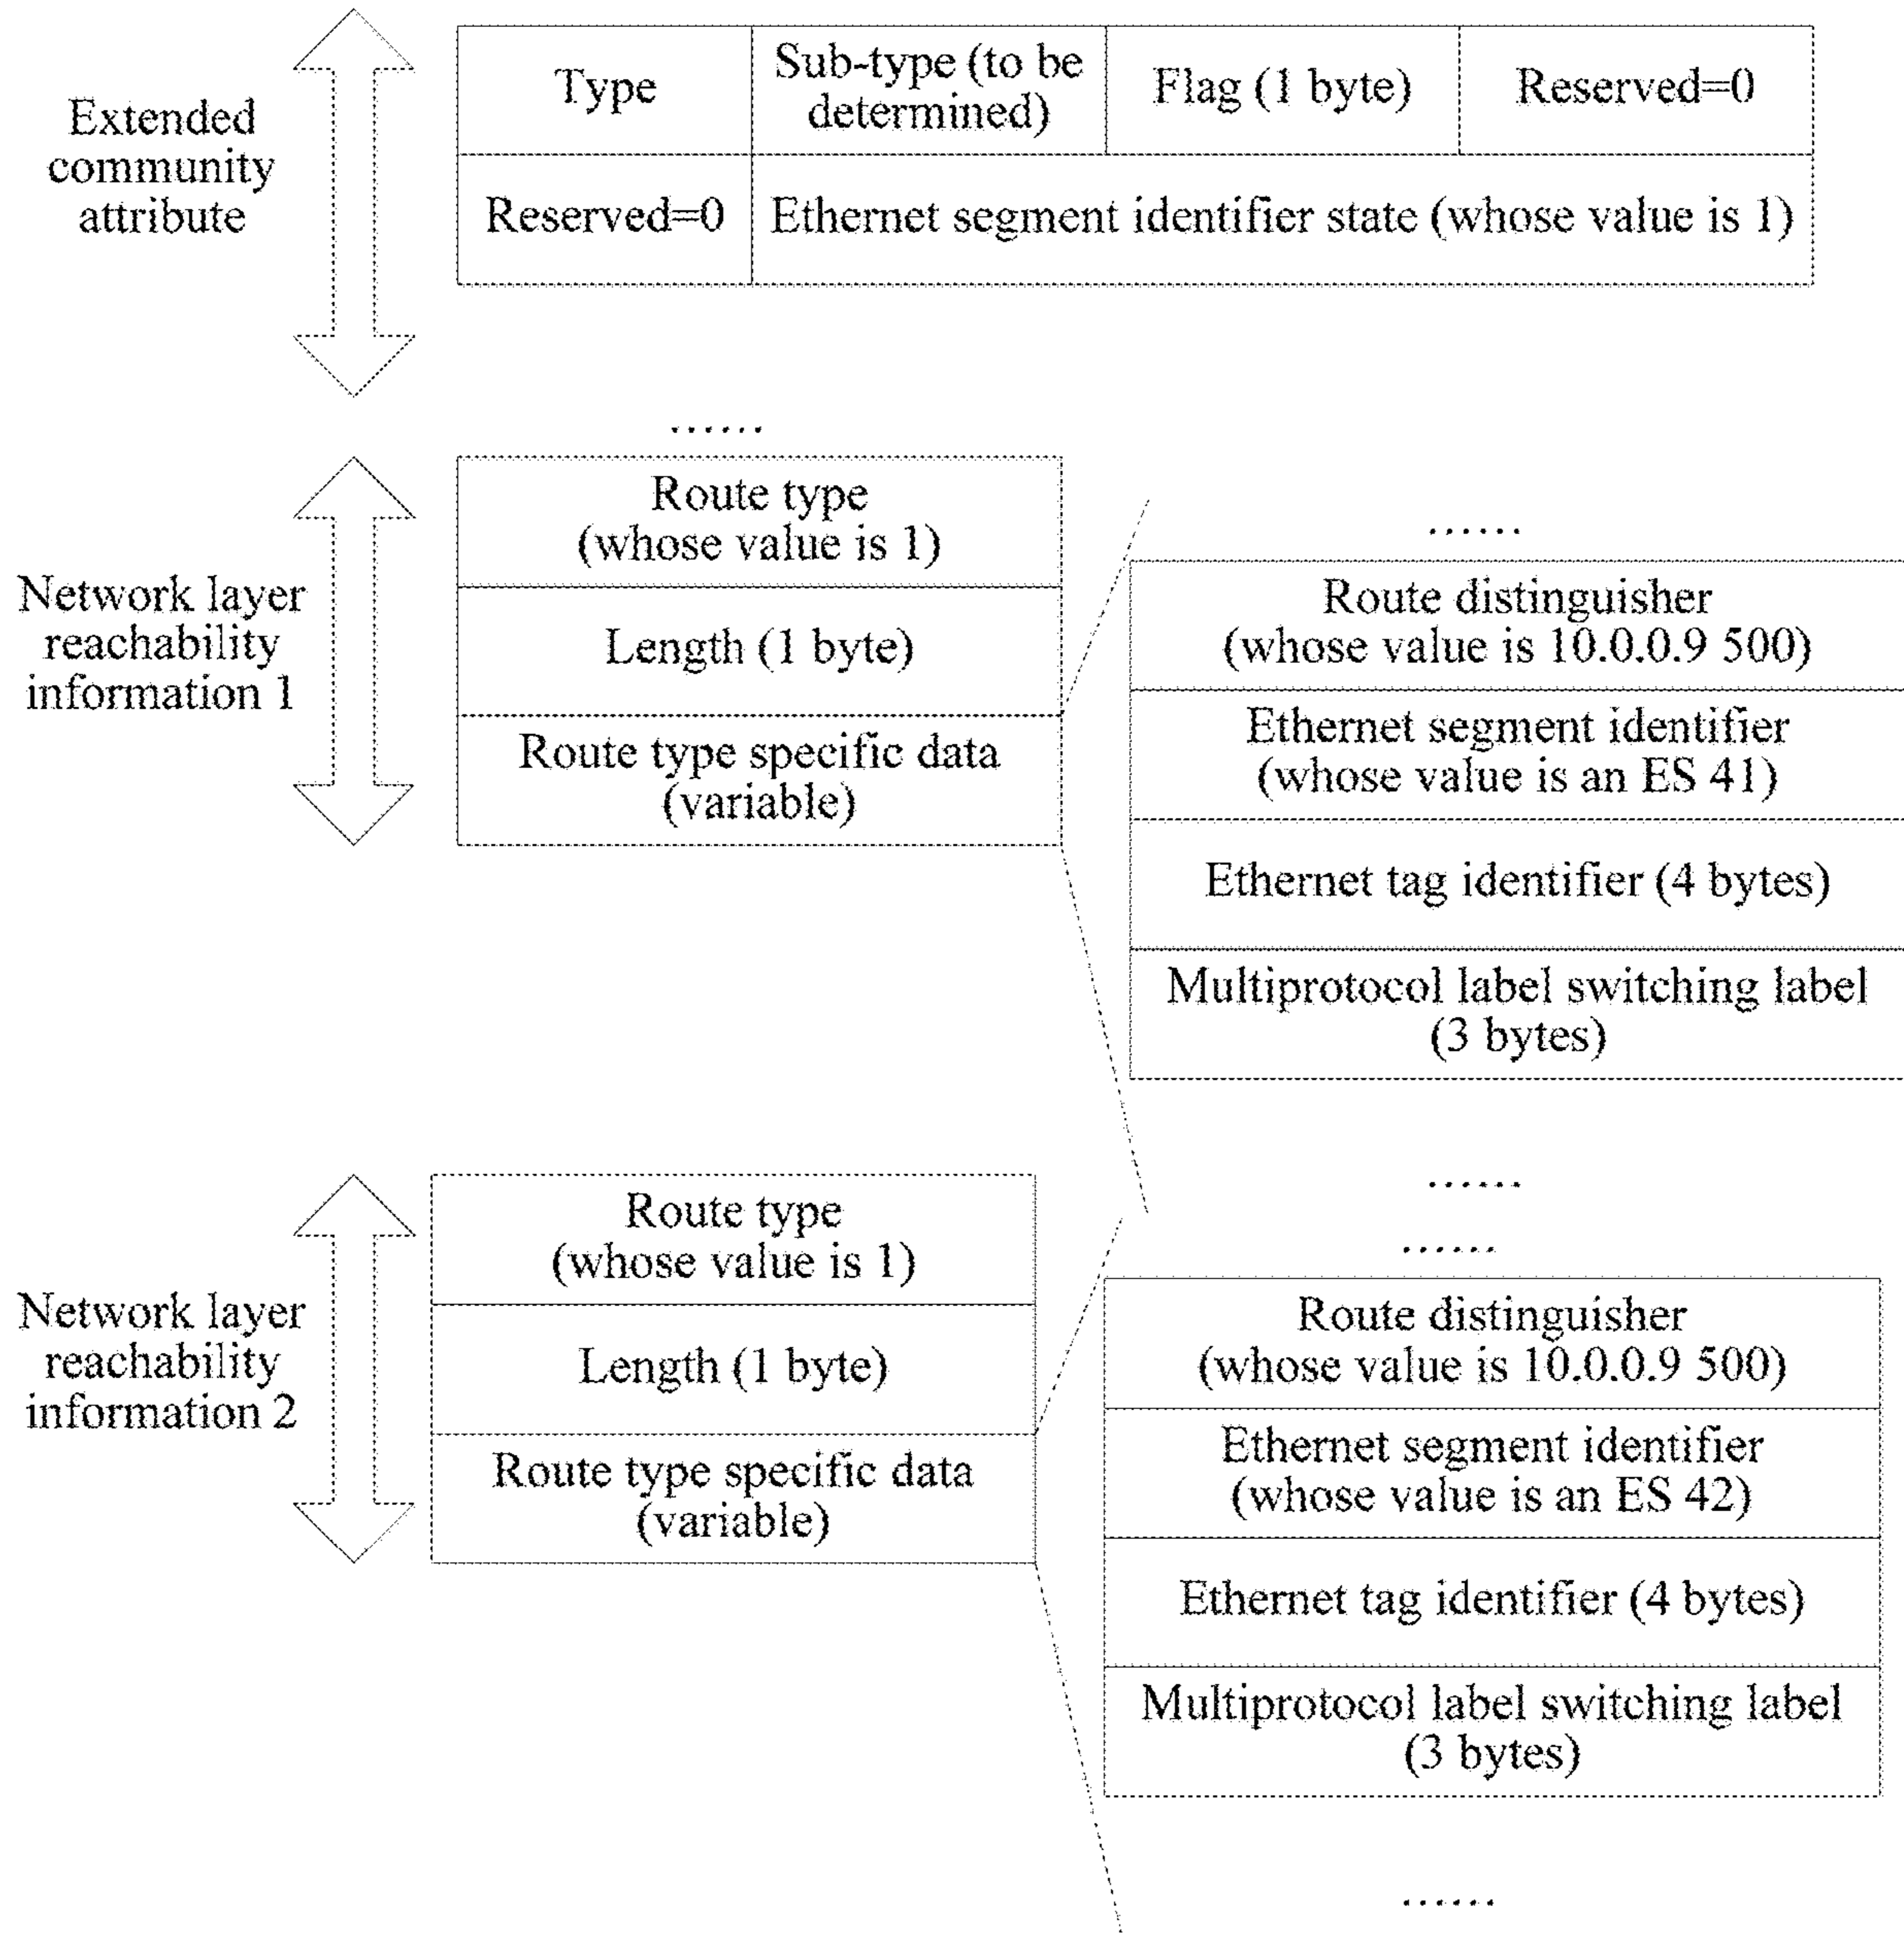 Extended
community
attribute
Type
Sub-type (to be
determined)
Flag (1 byte)
Reserved=0
Reserved=0
Ethernet segment identifier state (whose value is 1)
......
Network layer
reachability
information 1
Route type
(whose value is 1)
Length (1 byte)
Route type specific data
(variable)
......
Route distinguisher
(whose value is 10.0.0.9 500)
Ethernet segment identifier
(whose value is an ES 41)
Ethernet tag identifier (4 bytes)
Multiprotocol label switching label
(3 bytes)
......
Network layer
reachability
information 2
Route type
(whose value is 1)
Length (1 byte)
Route type specific data
(variable)
......
Route distinguisher
(whose value is 10.0.0.9 500)
Ethernet segment identifier
(whose value is an ES 42)
Ethernet tag identifier (4 bytes)
Multiprotocol label switching label
(3 bytes)
......